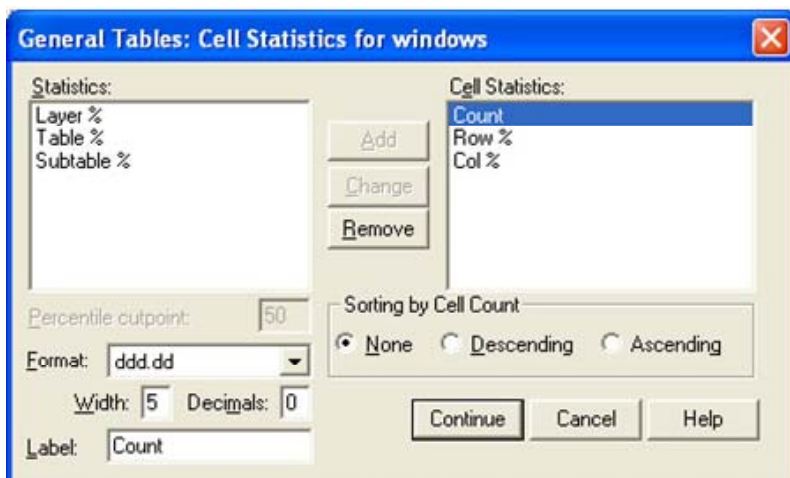 General Tables: Cell Statistics for windows
Statistics:
Layer %
Table %
Subtable %
Add
Change
Remove
Cell Statistics:
Count
Row %
Col %
Percentile cutpoint: 50
Format: ddd.dd
Width: 5 Decimals: 0
Label: Count
Sorting by Cell Count
None Descending Ascending
Continue Cancel Help